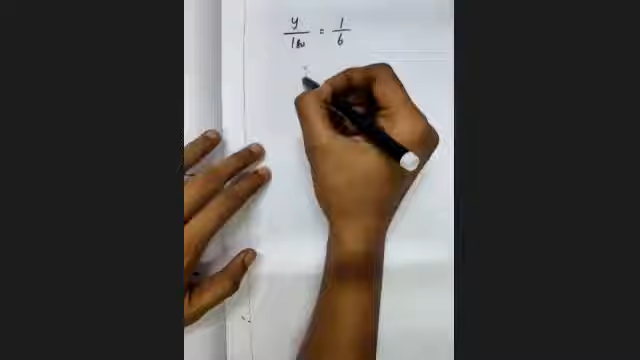 y/180 = 1/6